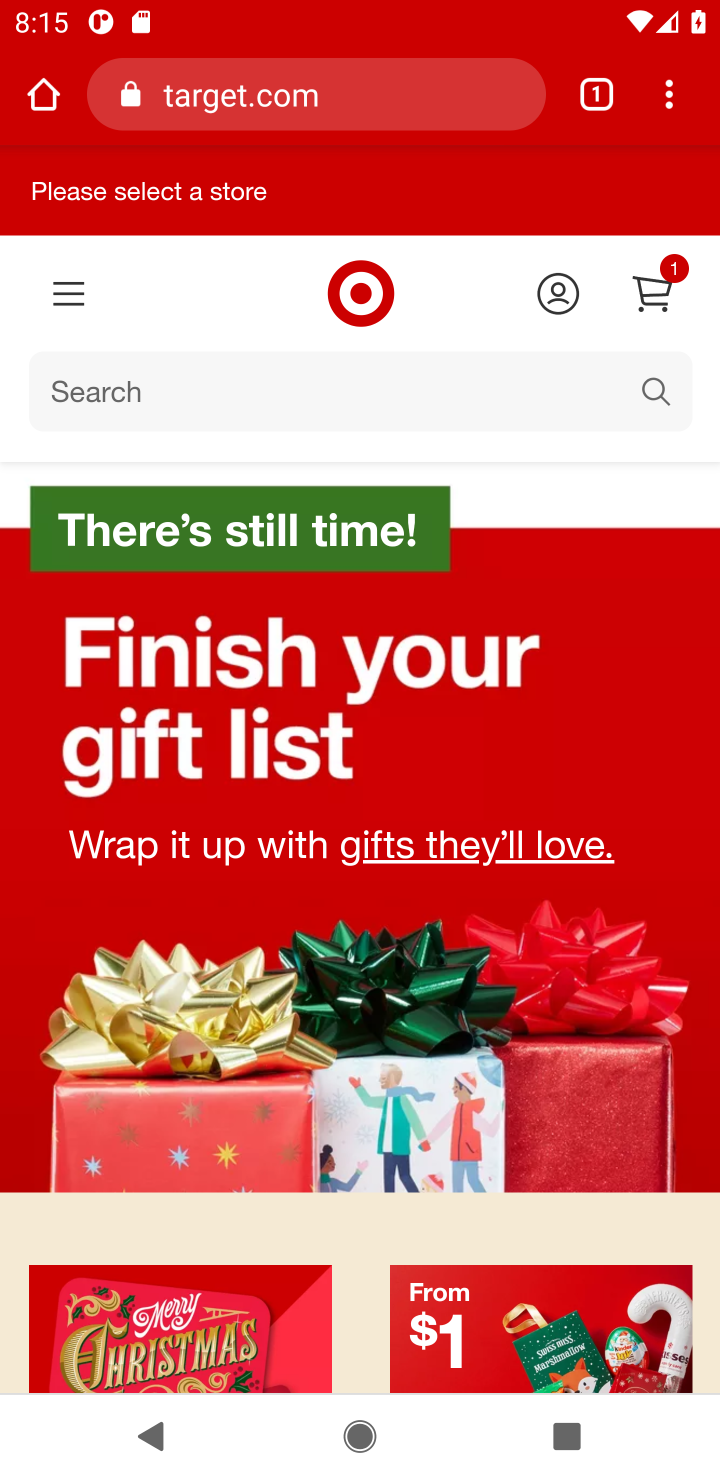 8:15
target.com
1
Please select a store
1
Search
There's still time!
Finish your
gift list
Wrap it up with gifts they'll love.
Merry
CHRISTMAS
From
$1
SWISS MISS
Marshmallow
Kinder